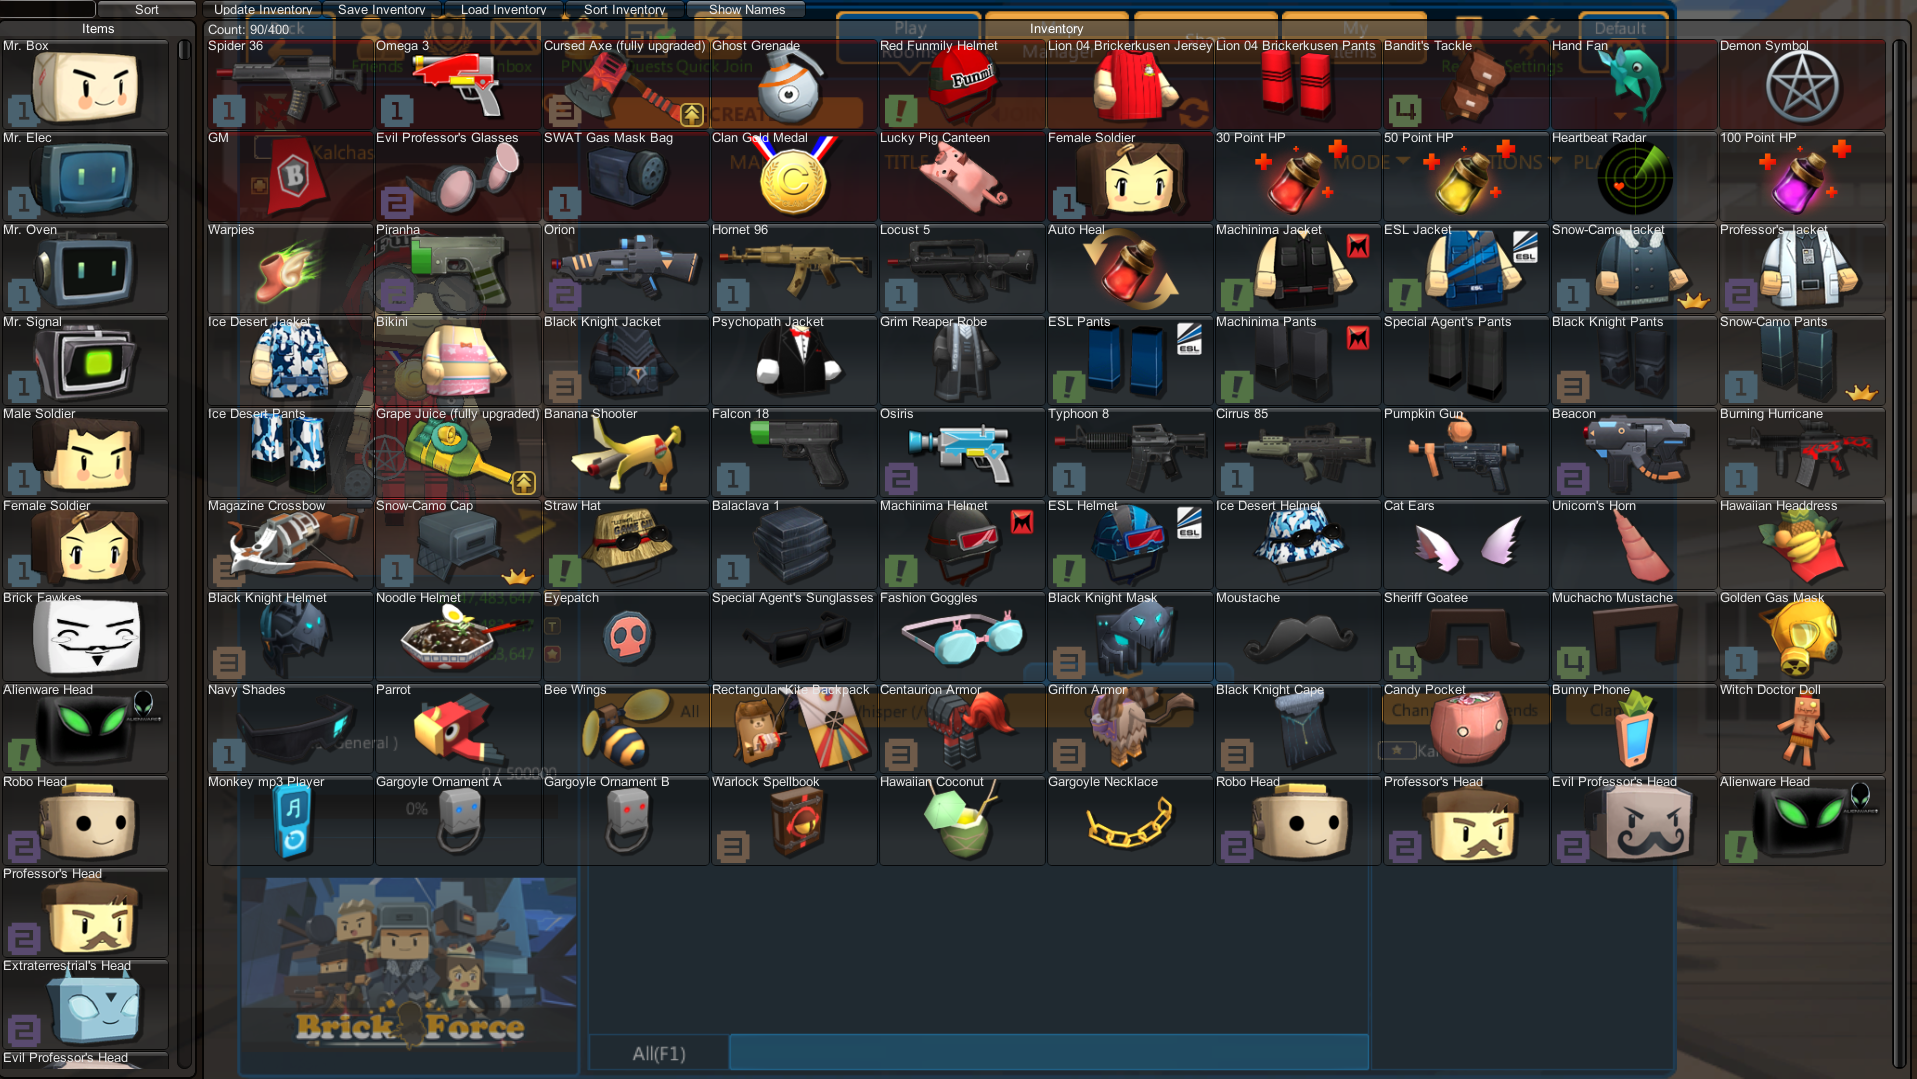 Sort
Update Inventory
Save Inventory
Load Inventory
Sort Inventory
Show Names
Items
Count: 90/400
Inventory
Mr. Box
Mr. Elec
Mr. Oven
Mr. Signal
Male Soldier
Female Soldier
Brick Fawkes
Alienware Head
Robo Head
Professor's Head
Extraterrestrial's Head
Evil Professor's Head
Spider 36
Omega 3
Cursed Axe (fully upgraded)
Ghost Grenade
Red Funmily Helmet
Lion 04 Brickerkusen Jersey
Lion 04 Brickerkusen Pants
Bandit's Tackle
Hand Fan
Demon Symbol
GM
Evil Professor's Glasses
SWAT Gas Mask Bag
Clan Gold Medal
Lucky Pig Canteen
Female Soldier
30 Point HP
50 Point HP
Heartbeat Radar
100 Point HP
Warpies
Piranha
Orion
Hornet 96
Locust 5
Auto Heal
Machinima Jacket
ESL Jacket
Snow-Camo Jacket
Professor's Jacket
Ice Desert Jacket
Bikini
Black Knight Jacket
Psychopath Jacket
Grim Reaper Robe
ESL Pants
Machinima Pants
Special Agent's Pants
Black Knight Pants
Snow-Camo Pants
Ice Desert Pants
Grape Juice (fully upgraded)
Banana Shooter
Falcon 18
Osiris
Typhoon 8
Cirrus 85
Pumpkin Gun
Beacon
Burning Hurricane
Magazine Crossbow
Snow-Camo Cap
Straw Hat
Balaclava 1
Machinima Helmet
ESL Helmet
Ice Desert Helmet
Cat Ears
Unicorn's Horn
Hawaiian Headdress
Black Knight Helmet
Noodle Helmet
Eyepatch
Special Agent's Sunglasses
Fashion Goggles
Black Knight Mask
Moustache
Sheriff Goatee
Muchacho Mustache
Golden Gas Mask
Navy Shades
Parrot
Bee Wings
Rectangular Kite Backpack
Centaurion Armor
Griffon Armor
Black Knight Cape
Candy Pocket
Bunny Phone
Witch Doctor Doll
Monkey mp3 Player
Gargoyle Ornament A
Gargoyle Ornament B
Warlock Spellbook
Hawaiian Coconut
Gargoyle Necklace
Robo Head
Professor's Head
Evil Professor's Head
Alienware Head
Play
Default
Kalchas
MODE
0 / 500000
0%
All
Brick Force
All(F1)